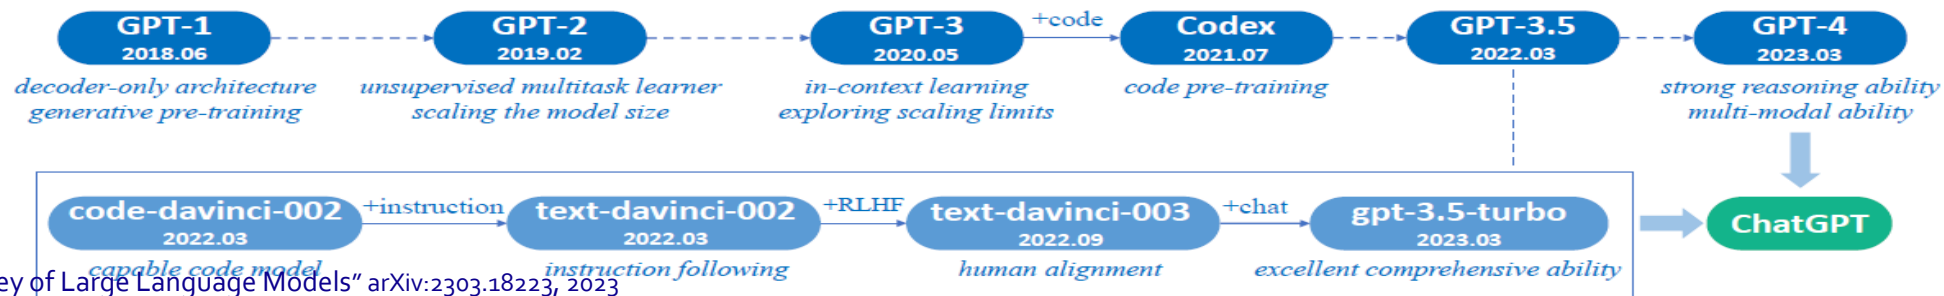 GPT-1
2018.06
GPT-2
2019.02
GPT-3
2020.05
+code
Codex
2021.07
GPT-3.5
2022.03
GPT-4
2023.03
decoder-only architecture
generative pre-training
unsupervised multitask learner
scaling the model size
in-context learning
exploring scaling limits
code pre-training
strong reasoning ability
multi-modal ability
code-davinci-002
2022.03
+instruction
text-davinci-002
2022.03
+RLHF
text-davinci-003
2022.09
+chat
gpt-3.5-turbo
2023.03
ChatGPT
capable code model
instruction following
human alignment
excellent comprehensive ability
ey of Large Language Models" arXiv:2303.18223, 2023